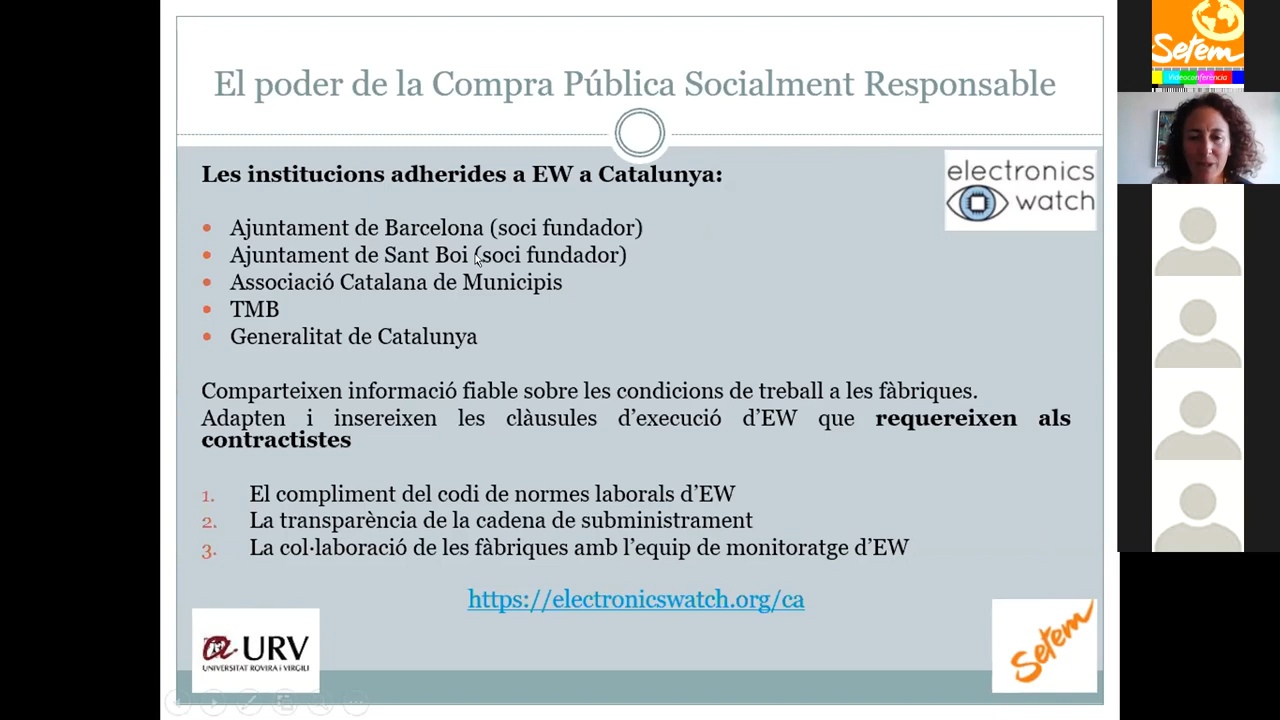 El poder de la Compra Pública Socialment Responsable
Les institucions adherides a EW a Catalunya:
electronics
watch
• Ajuntament de Barcelona (soci fundador)
• Ajuntament de Sant Boi (soci fundador)
• Associació Catalana de Municipis
• TMB
• Generalitat de Catalunya
Comparteixen informació fiable sobre les condicions de treball a les fàbriques.
Adapten i insereixen les clàusules d’execució d’EW que requereixen als
contractistes
1. El compliment del codi de normes laborals d’EW
2. La transparència de la cadena de subministrament
3. La col·laboració de les fàbriques amb l’equip de monitoratge d’EW
https://electronicswatch.org/ca
URV
UNIVERSITAT ROVIRA i VIRGILI
Setem
Setem
Videoconferència